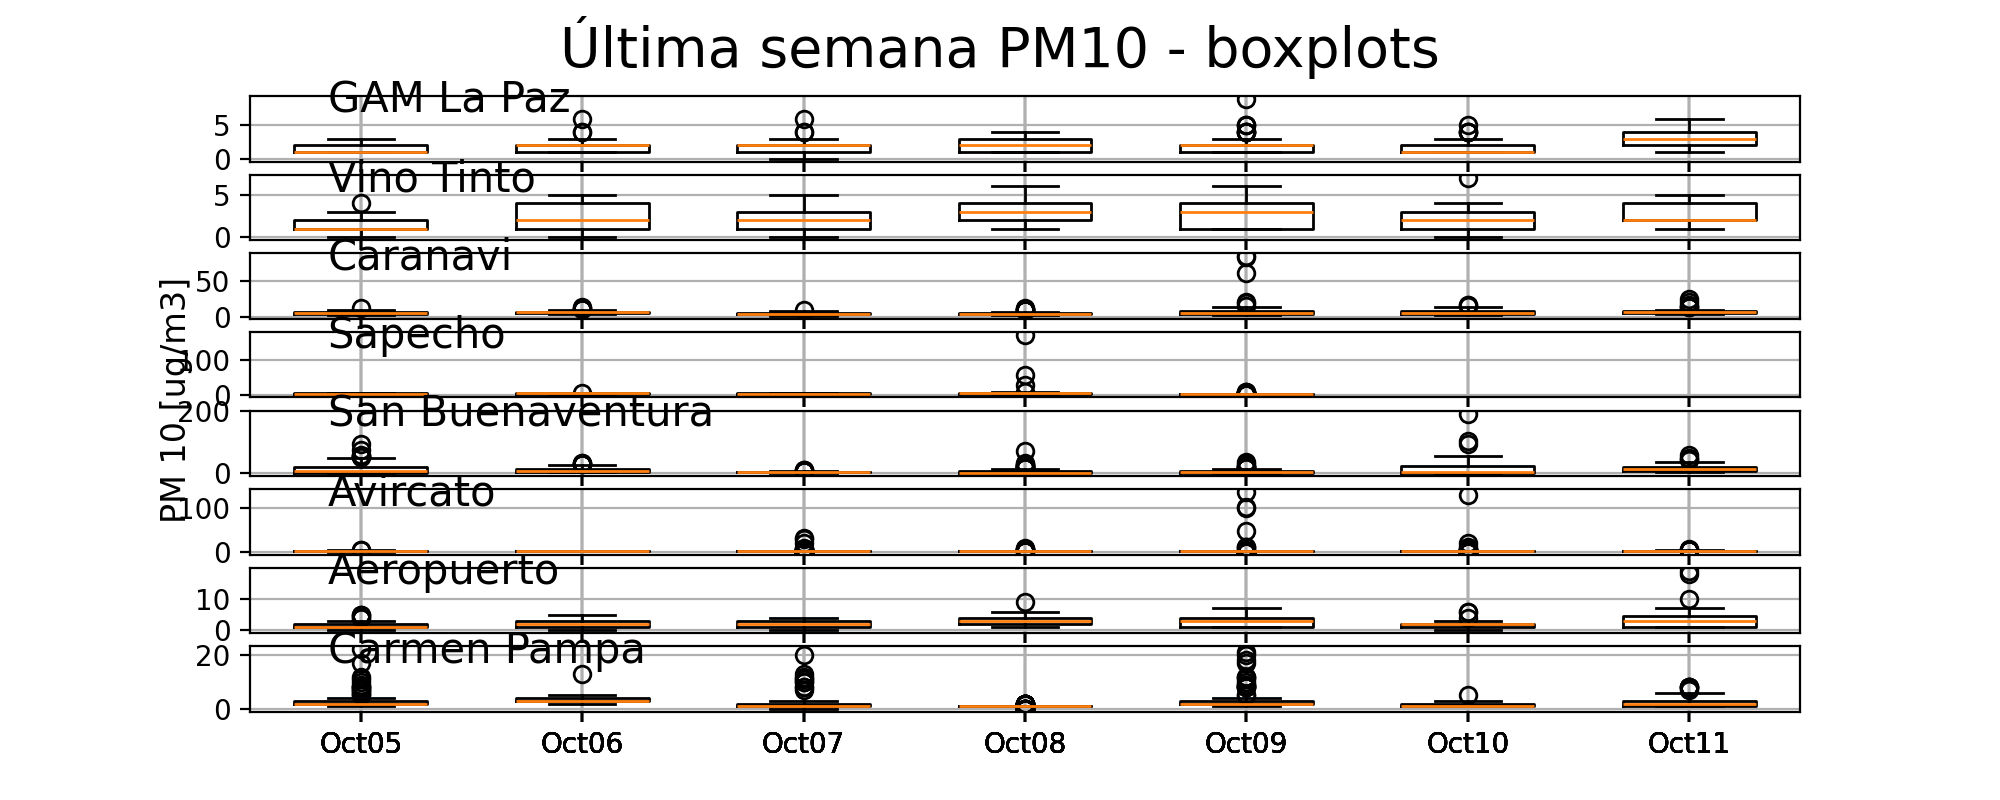 Última semana PM10 - boxplots
GAM La Paz
5
0
Vino Tinto
5
0
Caranavi
50
0
Sapecho
100
0
San Buenaventura
200
0
Avircato
100
0
Aeropuerto
10
0
Carmen Pampa
20
0
PM 10 [ug/m3]
Oct05 Oct06 Oct07 Oct08 Oct09 Oct10 Oct11